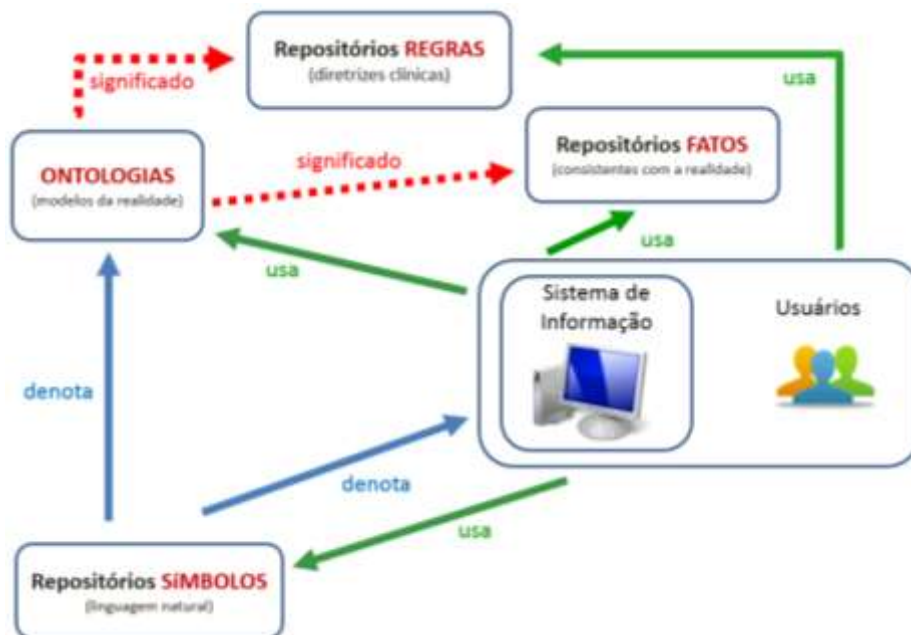 Repositórios REGRAS
(diretrizes clínicas)
significado
usa
ONTOLOGIAS
(modelos da realidade)
significado
Repositórios FATOS
(consistentes com a realidade)
usa
usa
Sistema de
Informação
Usuários
denota
denota
usa
Repositórios SíMBOLOS
(linguagem natural)